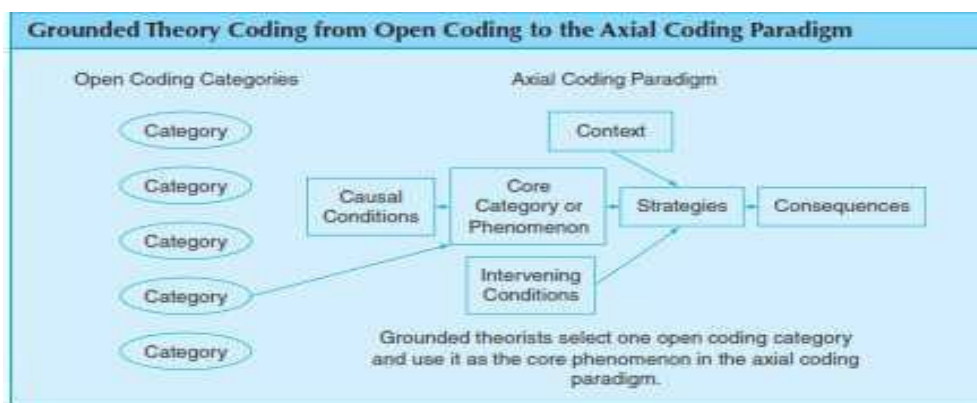 Grounded Theory Coding from Open Coding to the Axial Coding Paradigm
Open Coding Categories
Axial Coding Paradigm
Category
Category
Category
Category
Category
Context
Causal
Conditions
Core
Category or
Phenomenon
Strategies
Consequences
Intervening
Conditions
Grounded theorists select one open coding category
and use it as the core phenomenon in the axial coding
paradigm.